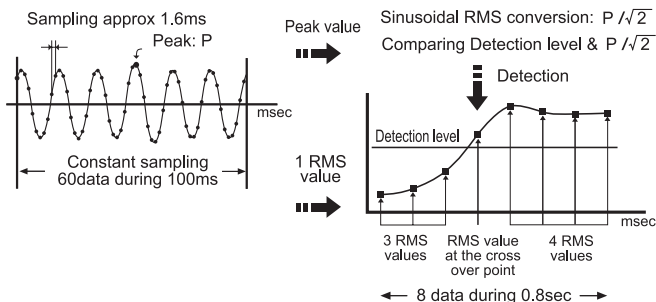 Sampling approx 1.6ms
Peak: P
msec
Constant sampling
60data during 100ms
Peak value
1 RMS
value
Sinusoidal RMS conversion: P/√2
Comparing Detection level & P/√2
Detection
Detection level
msec
3 RMS
values
RMS value
at the cross
over point
4 RMS
values
8 data during 0.8sec